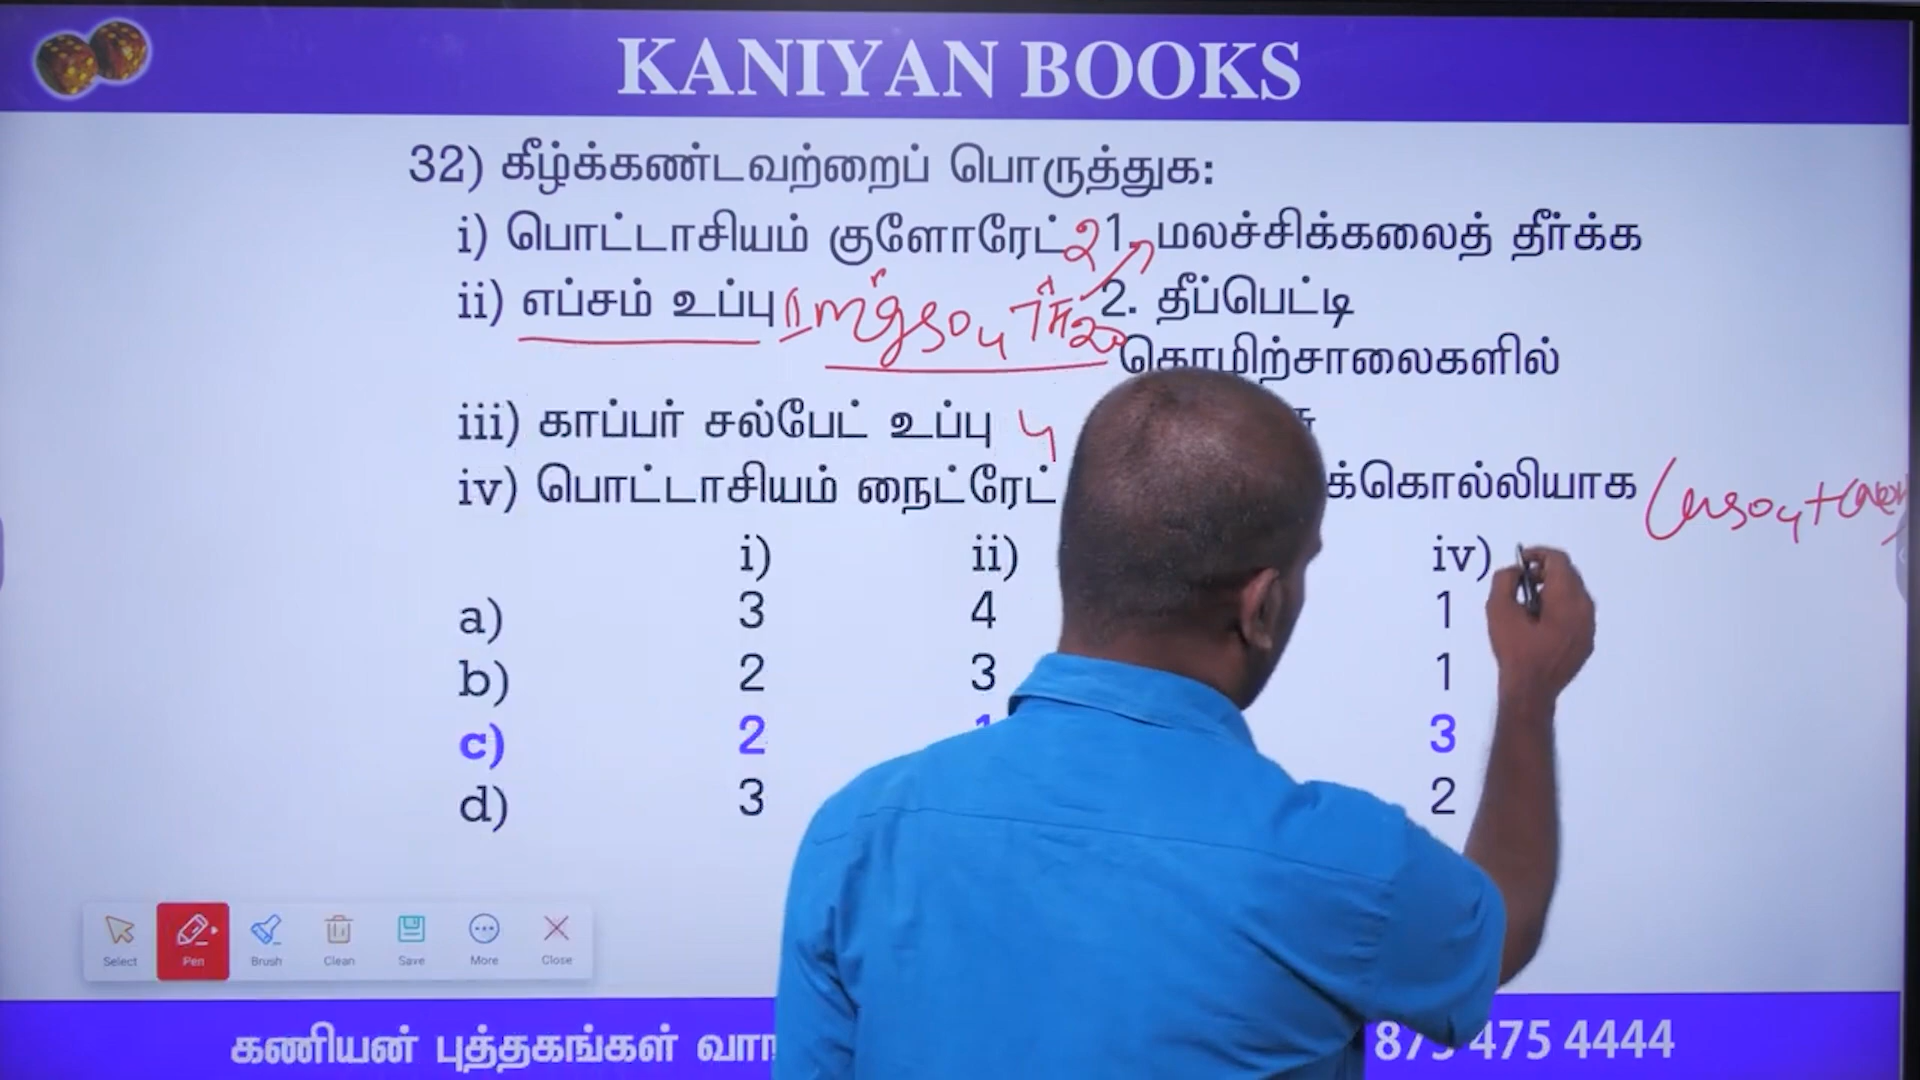 KANIYAN BOOKS
32) கீழ்க்கண்டவற்றைப் பொருத்துக:
i) பொட்டாசியம் குளோரேட் 2 1. மலச்சிக்கலைத் தீர்க்க
ii) எப்சம் உப்பு 2. தீப்பெட்டி
தொழிற்சாலைகளில்
iii) காப்பர் சல்பேட் உப்பு 4
iv) பொட்டாசியம் நைட்ரேட் க்கொல்லியாக
i) ii) iv)
a) 3 4 1
b) 2 3 1
c) 2 1 3
d) 3 2
Select Pen Brush Clean Save More Close
கணியன் புத்தகங்கள் 475 4444